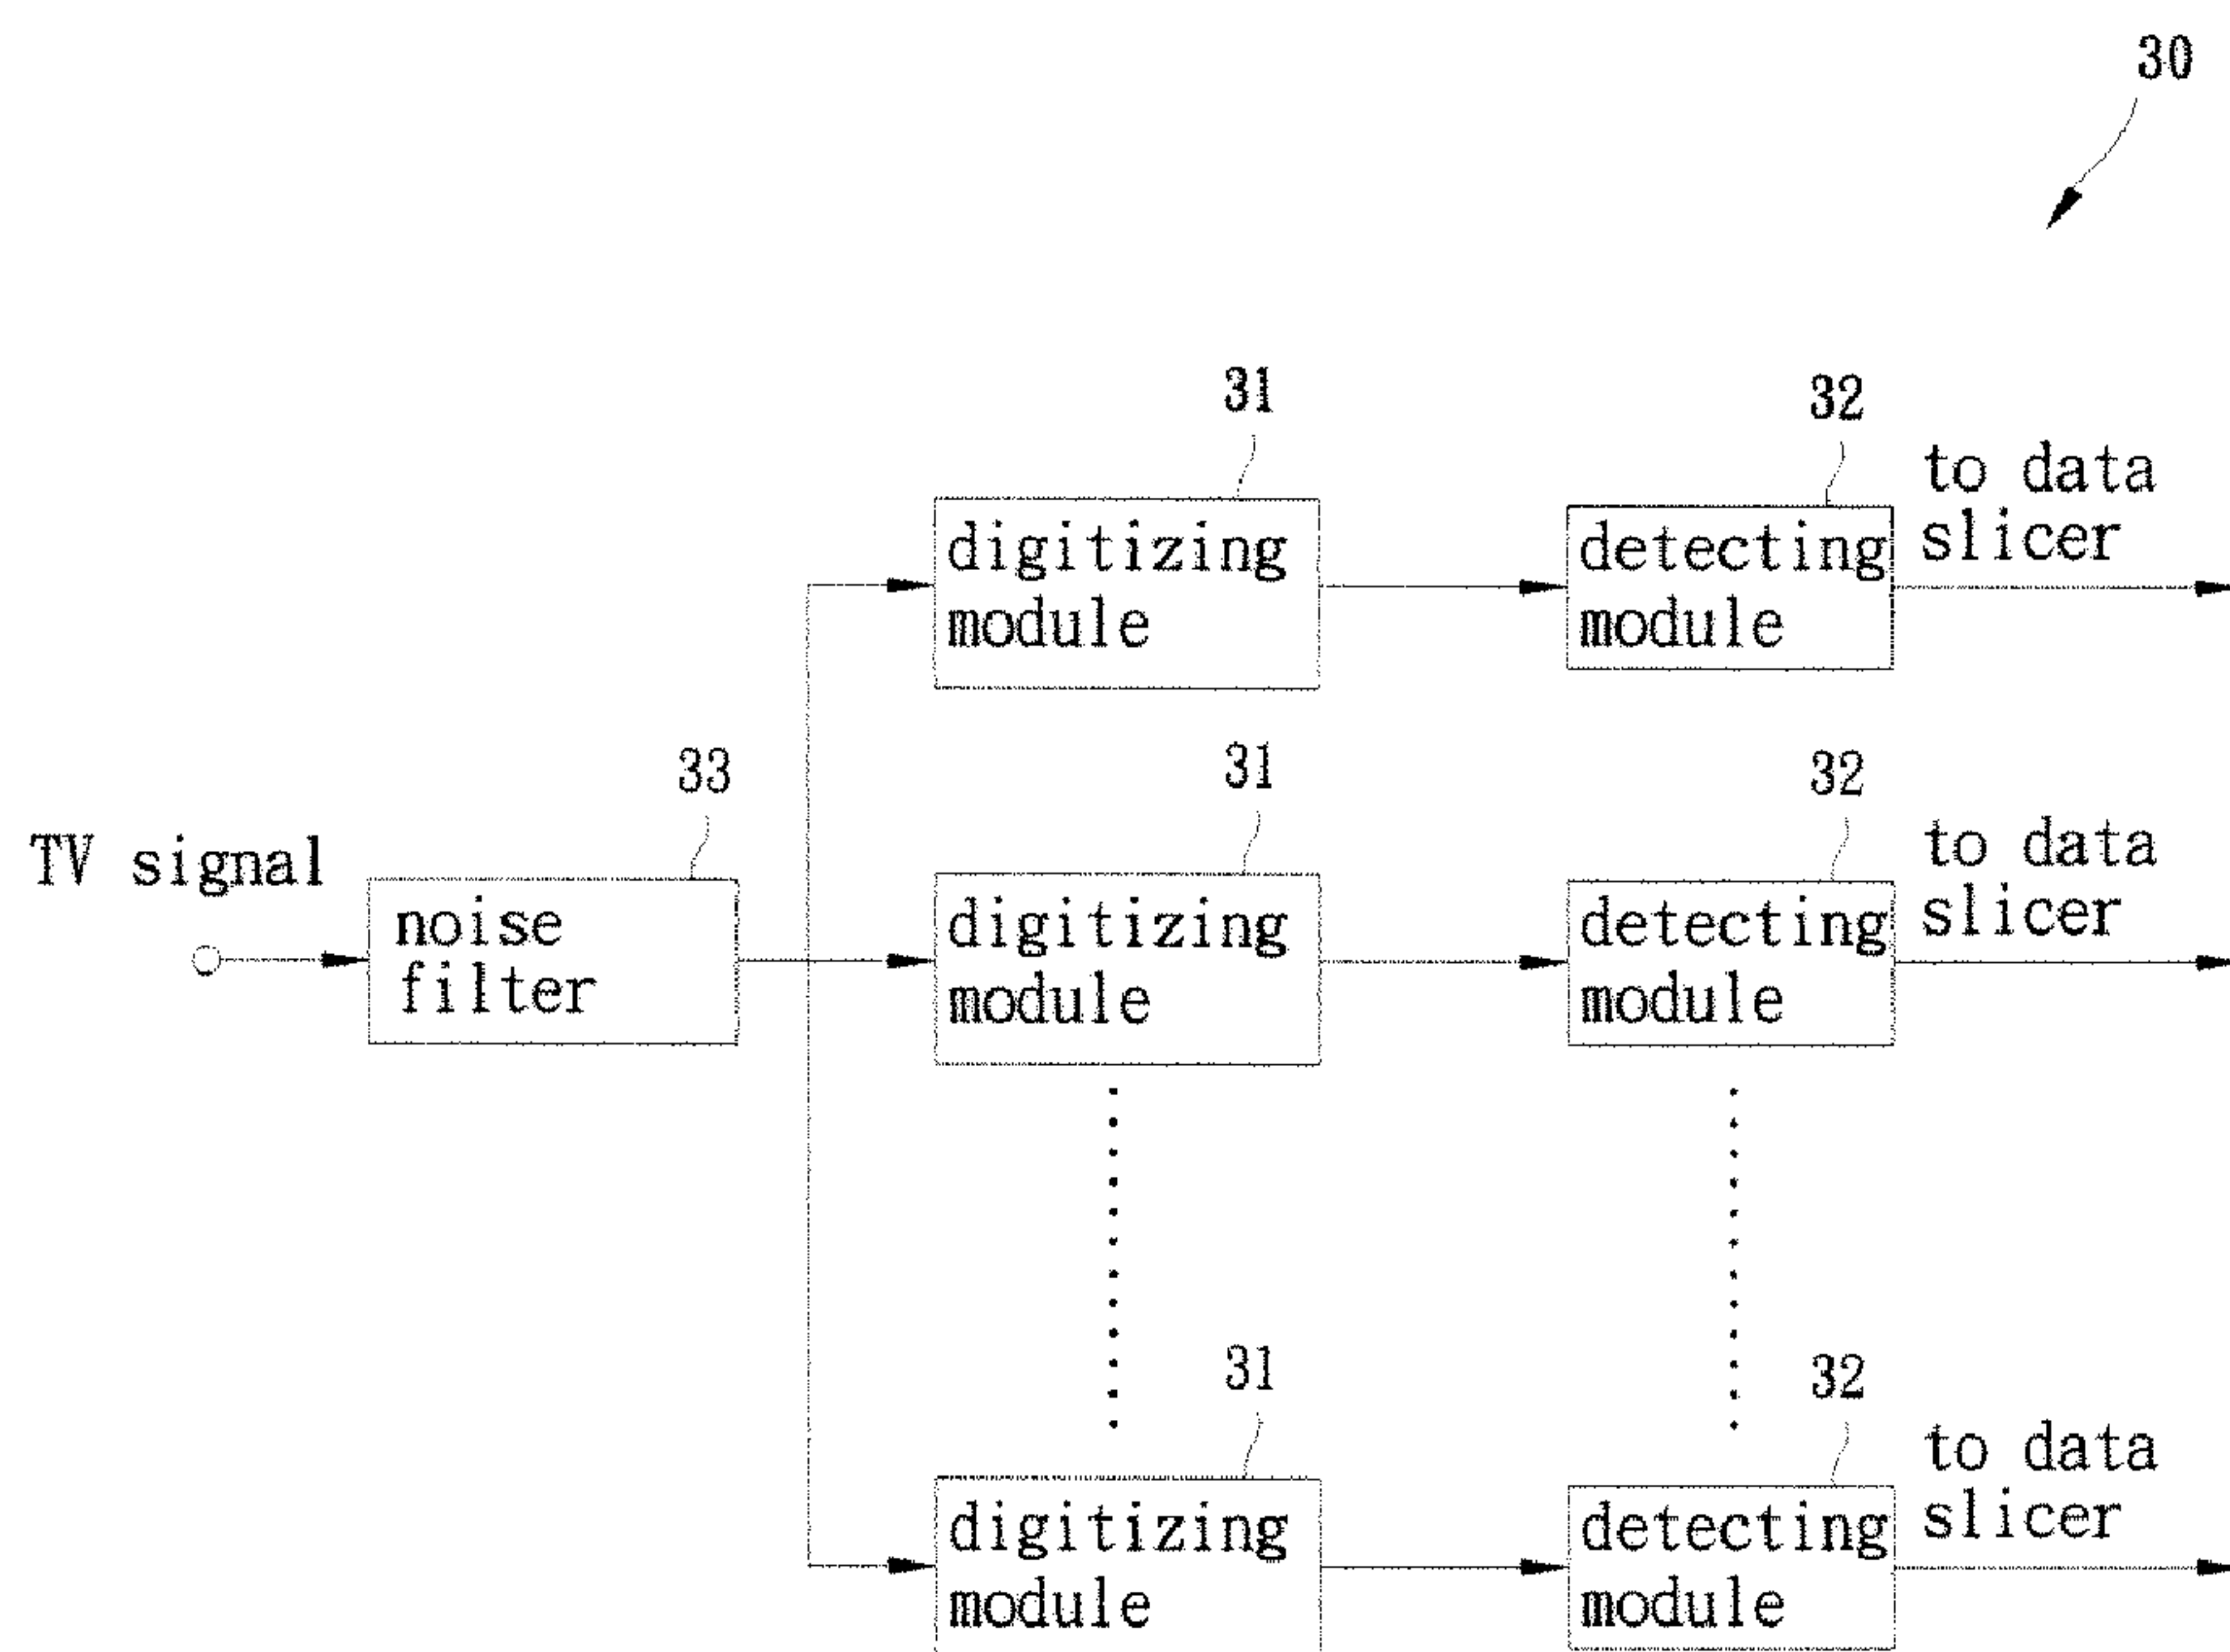 30
31
32
to data
slicer
digitizing
module
detecting
module
33
31
32
TV signal
to data
slicer
noise
filter
digitizing
module
detecting
module
31
32
to data
slicer
digitizing
module
detecting
module